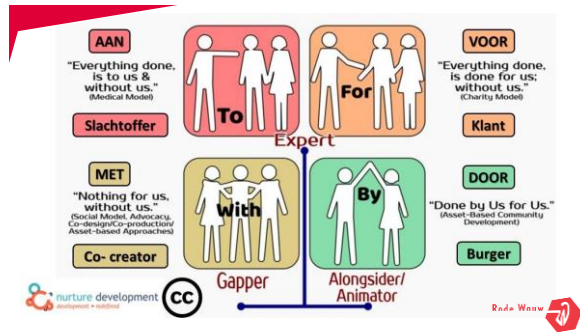 AAN
“Everything done,
is to us &
without us.”
(Medical Model)
Slachtoffer
To
For
VOOR
“Everything done,
is done for us;
without us.”
(Charity Model)
Klant
Expert
MET
“Nothing for us,
without us.”
(Social Model, Advocacy,
Co-design/Co-production/
Asset-based Approaches)
Co- creator
With
By
DOOR
“Done by Us for Us.”
(Asset-Based Community
Development)
Burger
Gapper
Alongsider/
Animator
nurture development
development • redefined
CC
Rode Wouw